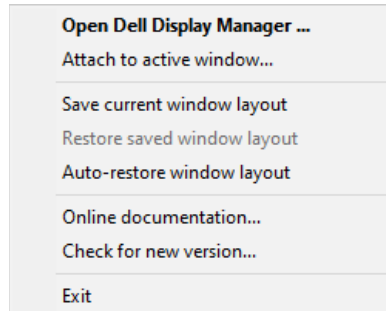 Open Dell Display Manager ...
Attach to active window...
Save current window layout
Restore saved window layout
Auto-restore window layout
Online documentation...
Check for new version...
Exit